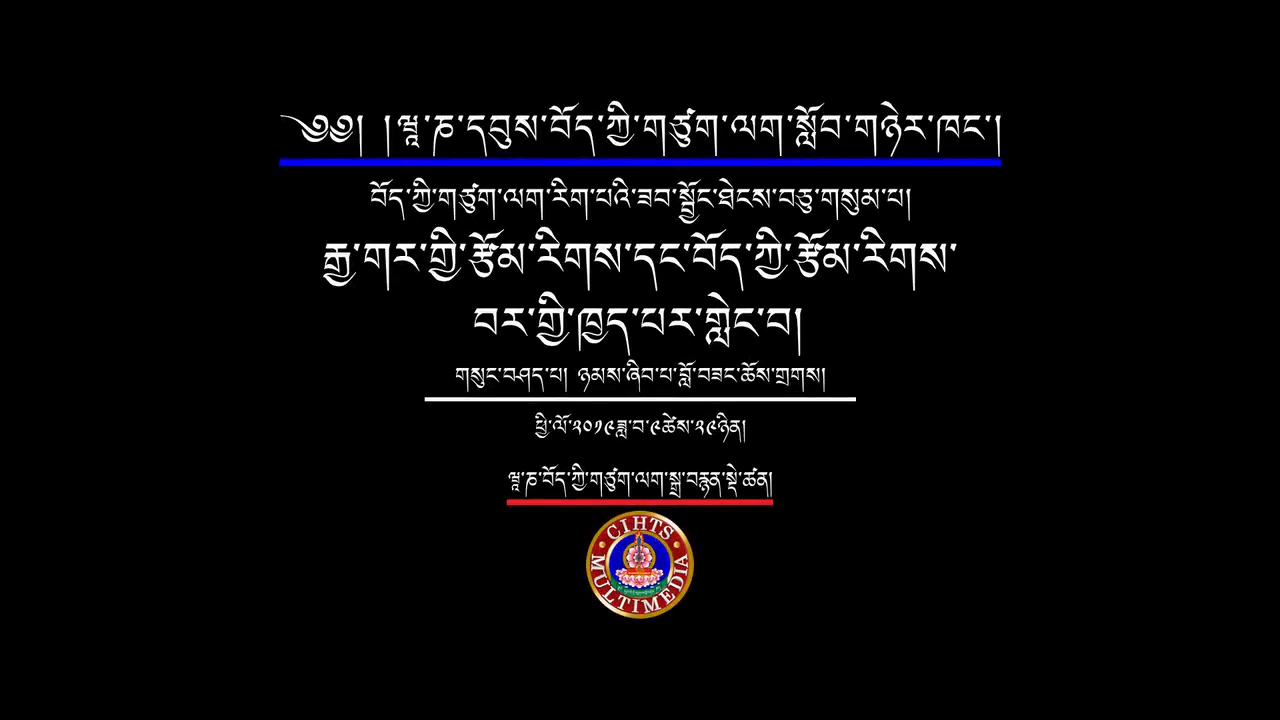 ༄༅། །ཝཱ་ཎ་དབུས་བོད་ཀྱི་གཙུག་ལག་སློབ་གཉེར་ཁང་།
བོད་ཀྱི་གཙུག་ལག་རིག་པའི་ཟབ་སྦྱོང་ཐེངས་བཅུ་གསུམ་པ།
རྒྱ་གར་གྱི་རྩོམ་རིགས་དང་བོད་ཀྱི་རྩོམ་རིགས་
བར་གྱི་ཁྱད་པར་གླེང་བ།
གསུང་བཤད་པ། ཉམས་ཞིབ་པ་བློ་བཟང་ཆོས་གྲགས།
ཕྱི་ལོ་༢༠༡༩ཟླ་བ་༩ཚེས་༢༩ཉིན།
ཝཱ་ཎ་བོད་ཀྱི་གཙུག་ལག་སྒྲ་བརྙན་སྡེ་ཚན།
CIHTS
MULTIMEDIA